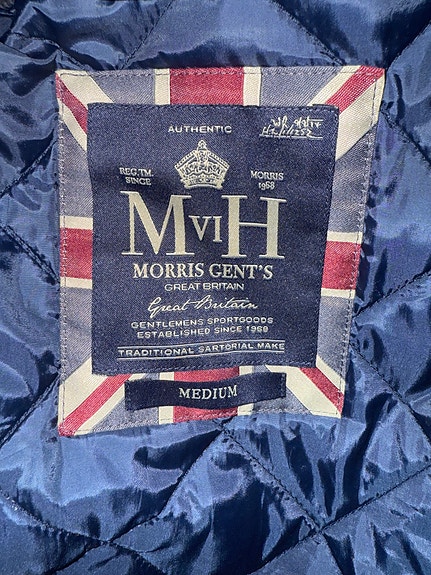 AUTHENTIC
REG.TM. SINCE
MORRIS 1968
MVIH
MORRIS GENT'S
GREAT BRITAIN
Great Britain
GENTLEMENS SPORTGOODS
ESTABLISHED SINCE 1968
TRADITIONAL SARTORIAL MAKE
MEDIUM